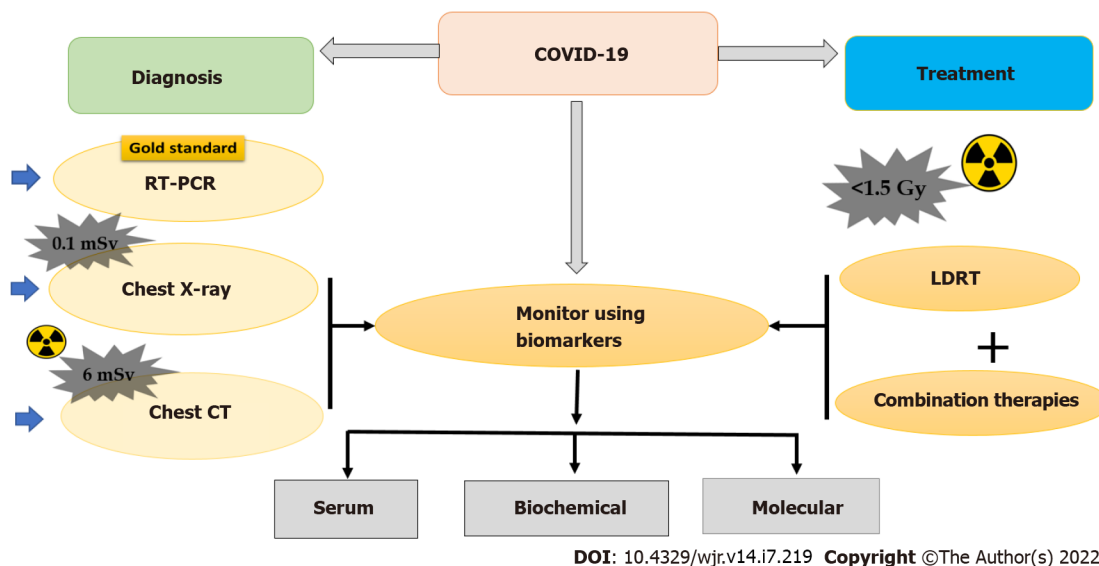 COVID-19
Diagnosis
Treatment
Gold standard
RT-PCR
<1.5 Gy
0.1 mSv
Chest X-ray
LDRT
Monitor using
biomarkers
+
6 mSv
Chest CT
Combination therapies
Serum
Biochemical
Molecular
DOI: 10.4329/wjr.v14.i7.219 Copyright ©The Author(s) 2022